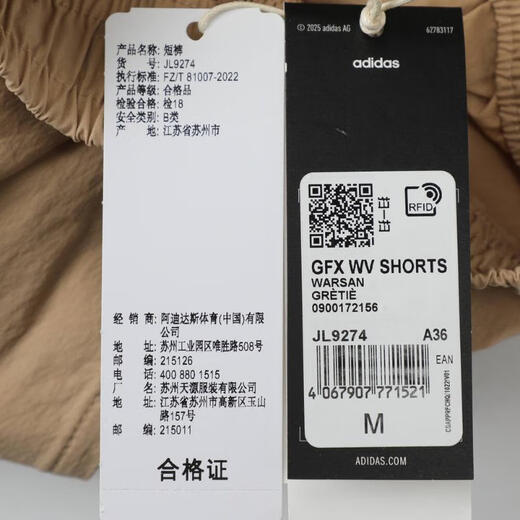 产品名称: 短裤
货　号: JL9274
执行标准: FZ/T 81007-2022
产品等级: 合格品
检验合格: 检18
安全类别: B类
产　地: 江苏省苏州市
经 销 商: 阿迪达斯体育(中国)有限
公司
地　址: 苏州工业园区唯胜路508号
邮　编: 215126
电　话: 400 880 1515
厂　名: 苏州天源服装有限公司
地　址: 江苏省苏州市高新区玉山
路157号
邮　编: 215011
合格证
© 2025 adidas AG
62783117
adidas
RFID
GFX WV SHORTS
WARSAN
GRÈTIÈ
0900172156
JL9274 A36
EAN
4 067907 771521
M
ADIDAS.COM